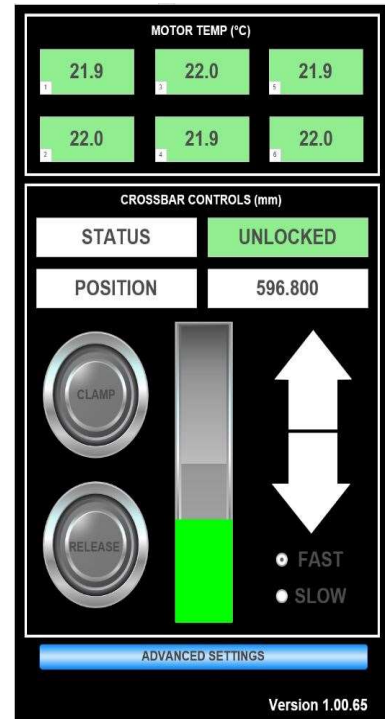 MOTOR TEMP (°C)
21.9 22.0 21.9
1 3 5
22.0 21.9 22.0
2 4 6
CROSSBAR CONTROLS (mm)
STATUS UNLOCKED
POSITION 596.800
CLAMP
RELEASE
FAST
SLOW
ADVANCED SETTINGS
Version 1.00.65